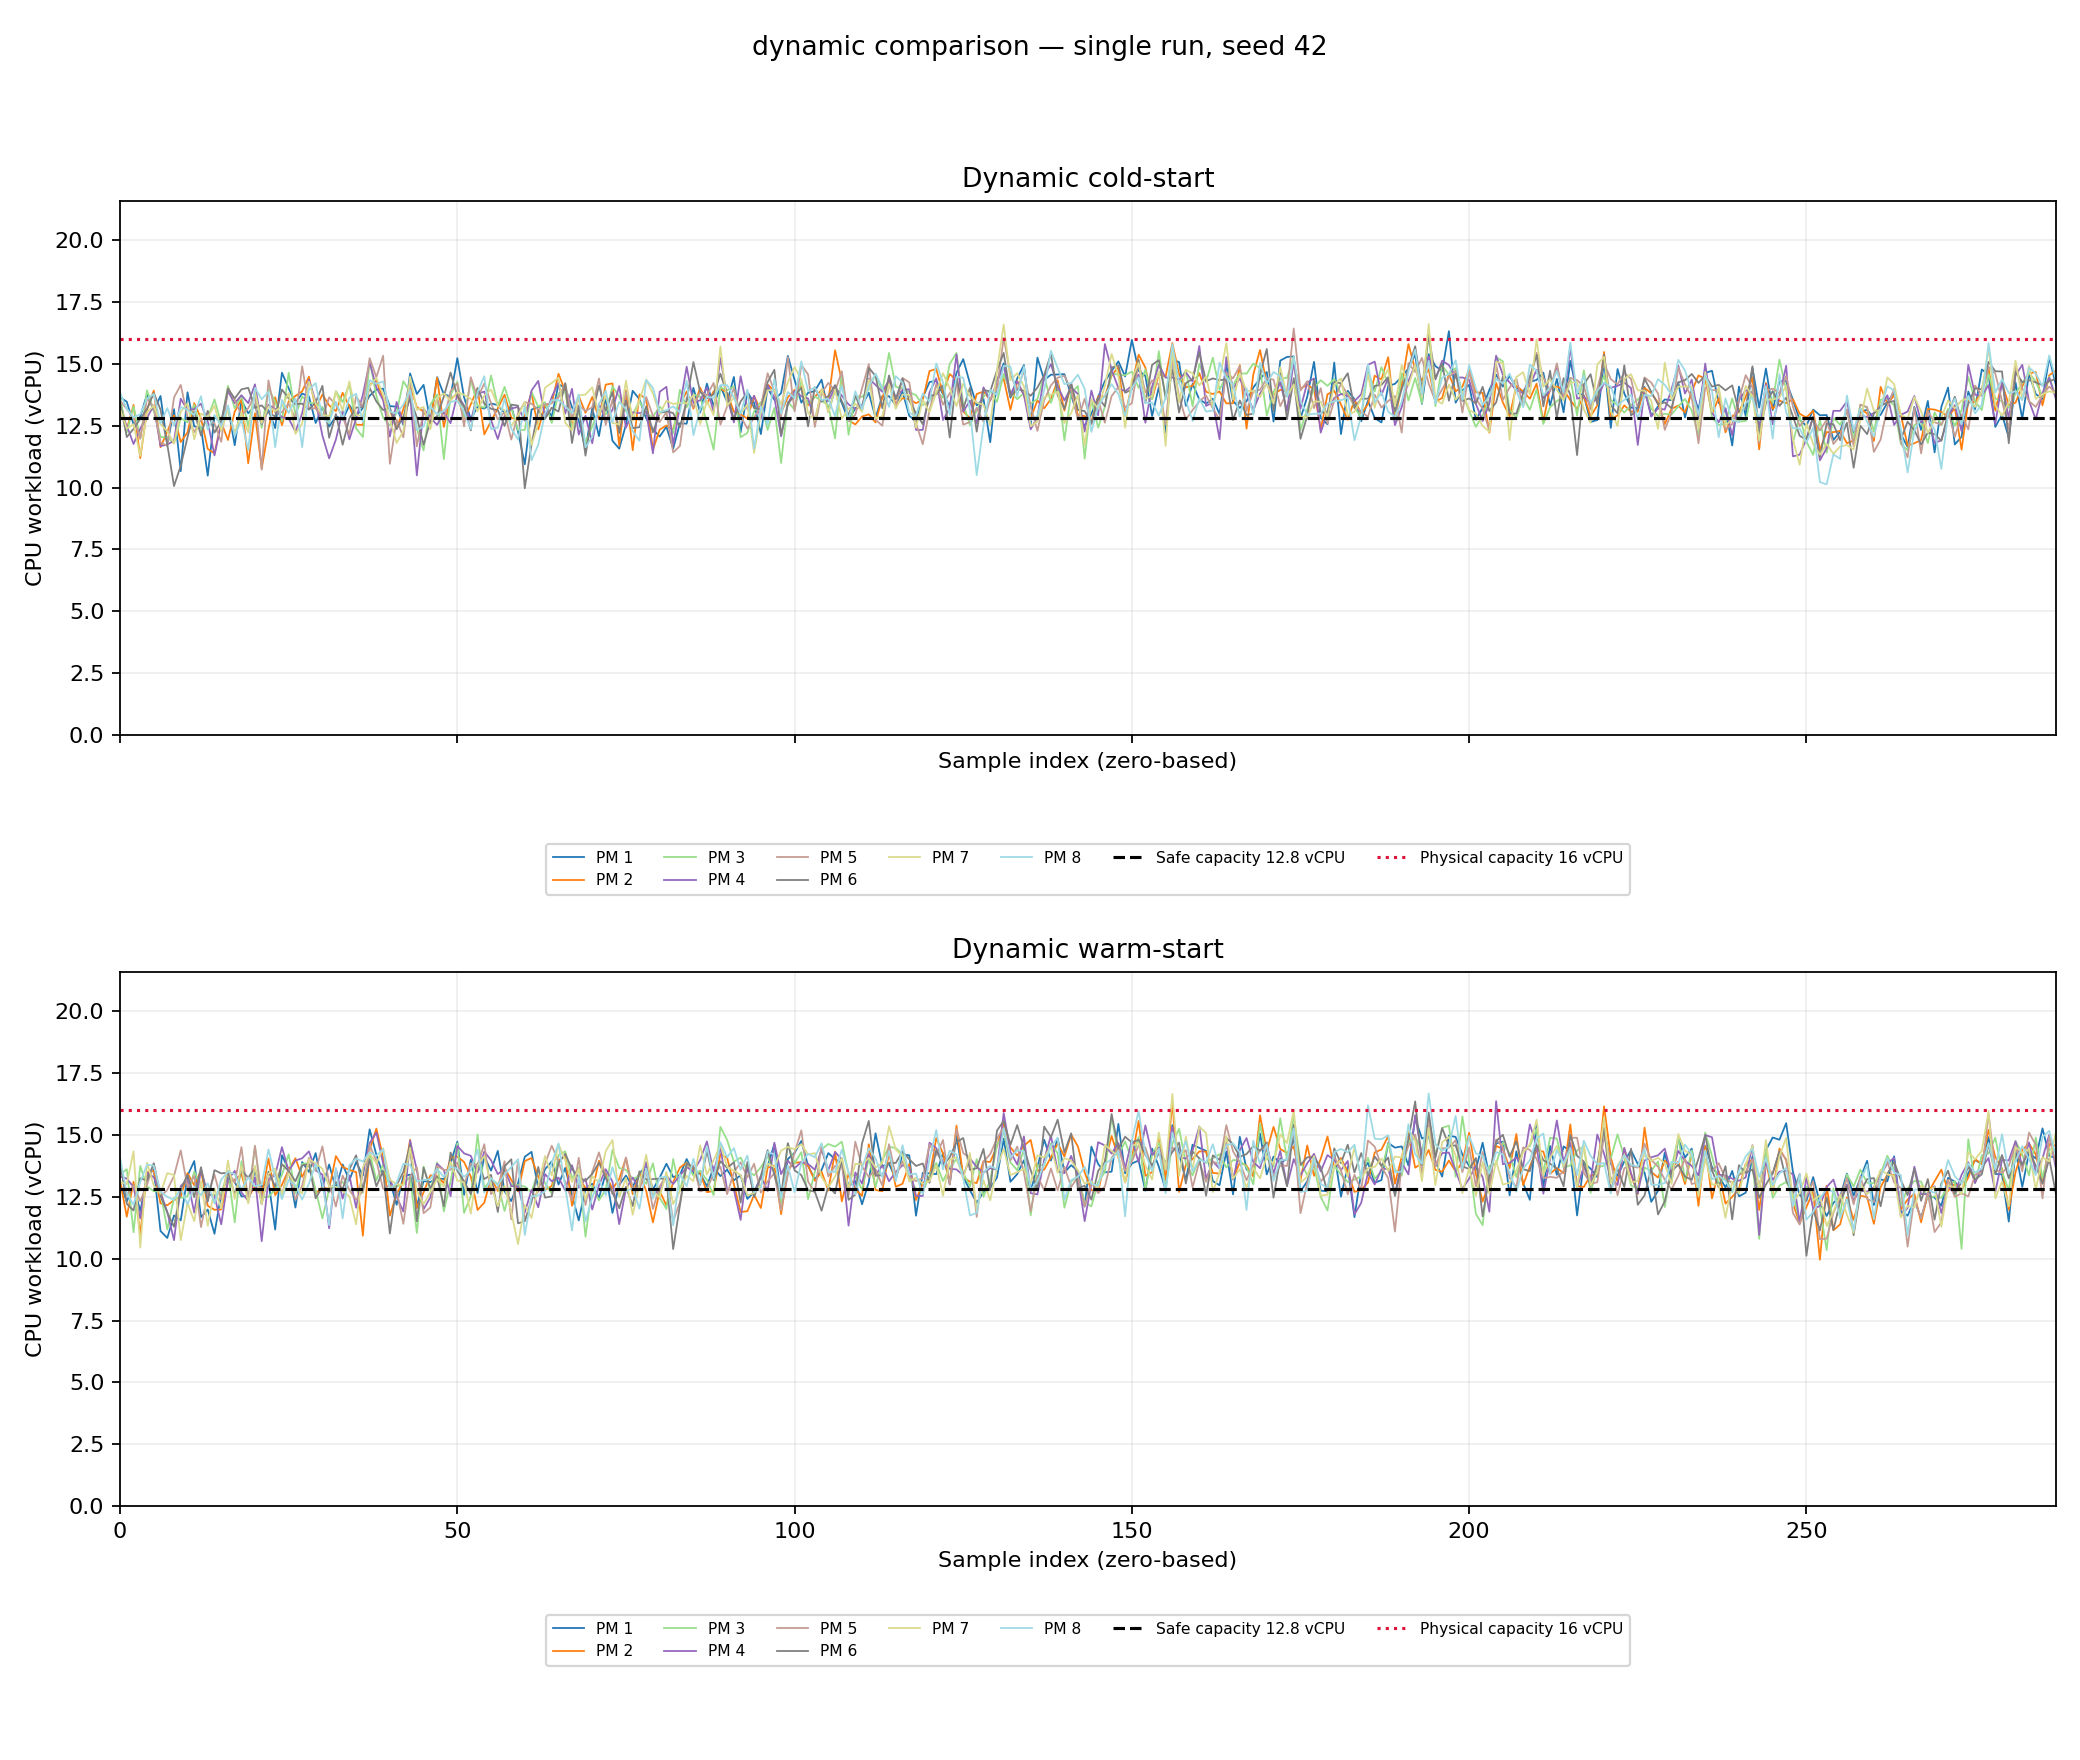 dynamic comparison — single run, seed 42
Dynamic cold-start
20.0
17.5
15.0
12.5
10.0
7.5
5.0
2.5
0.0
CPU workload (vCPU)
Sample index (zero-based)
PM 1 PM 3 PM 5 PM 7 PM 8 Safe capacity 12.8 vCPU Physical capacity 16 vCPU
PM 2 PM 4 PM 6
Dynamic warm-start
20.0
17.5
15.0
12.5
10.0
7.5
5.0
2.5
0.0
CPU workload (vCPU)
0 50 100 150 200 250
Sample index (zero-based)
PM 1 PM 3 PM 5 PM 7 PM 8 Safe capacity 12.8 vCPU Physical capacity 16 vCPU
PM 2 PM 4 PM 6